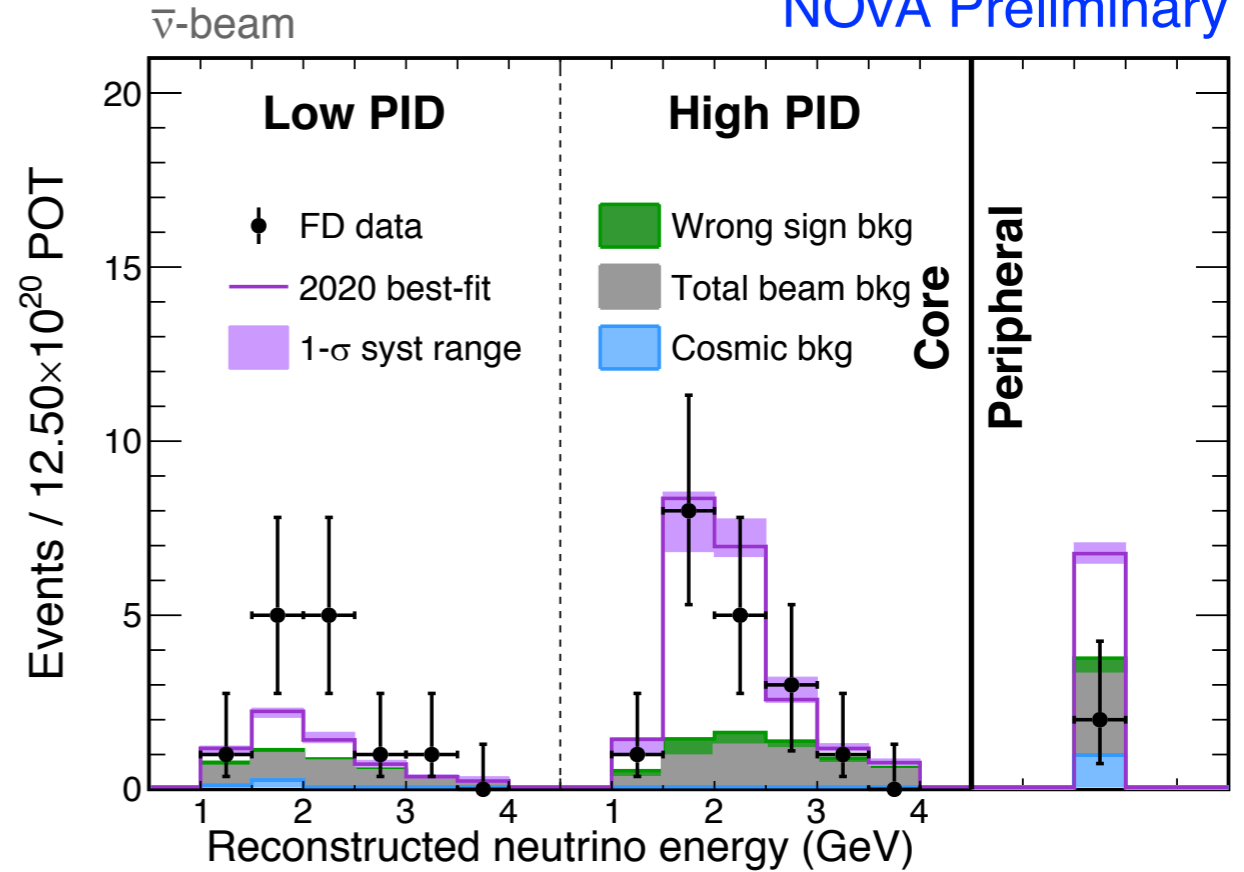 ν̅-beam
NOvA Preliminary
Low PID
High PID
FD data
2020 best-fit
1-σ syst range
Wrong sign bkg
Total beam bkg
Cosmic bkg
Core
Peripheral
Events / 12.50×10²⁰ POT
20
15
10
5
0
1 2 3 4 1 2 3 4
Reconstructed neutrino energy (GeV)